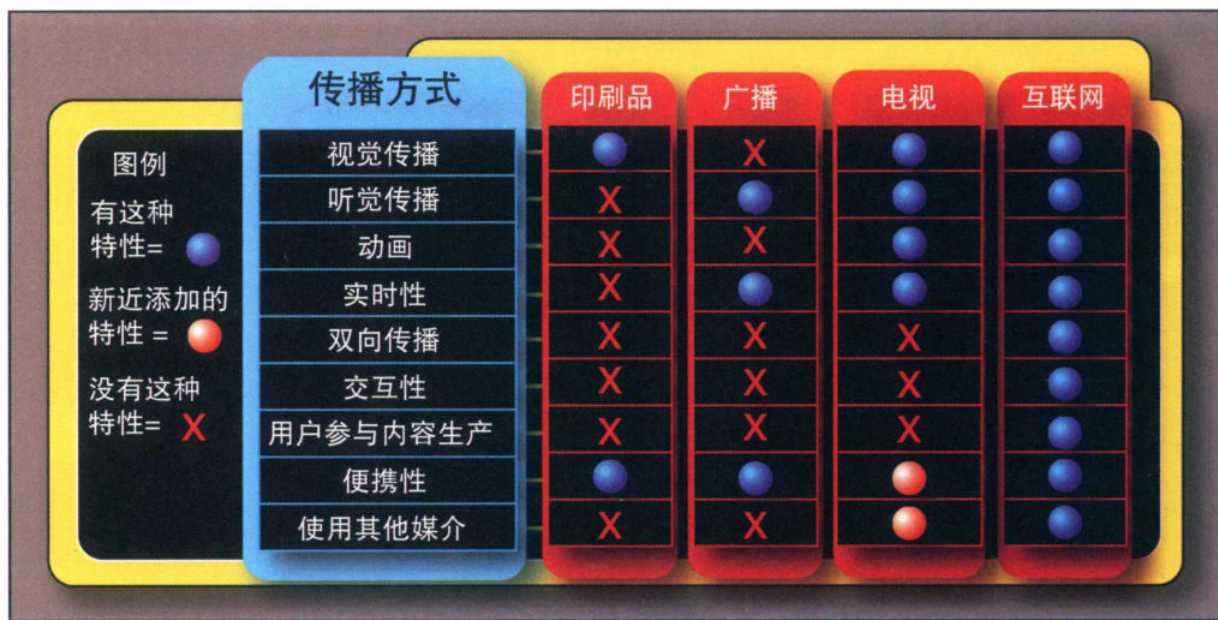 传播方式
印刷品
广播
电视
互联网
图例
有这种
特性=
新近添加的
特性 =
没有这种
特性= X
视觉传播 X
听觉传播 X
动画 X X
实时性 X
双向传播 X X X
交互性 X X X
用户参与内容生产 X X X
便携性
使用其他媒介 X X